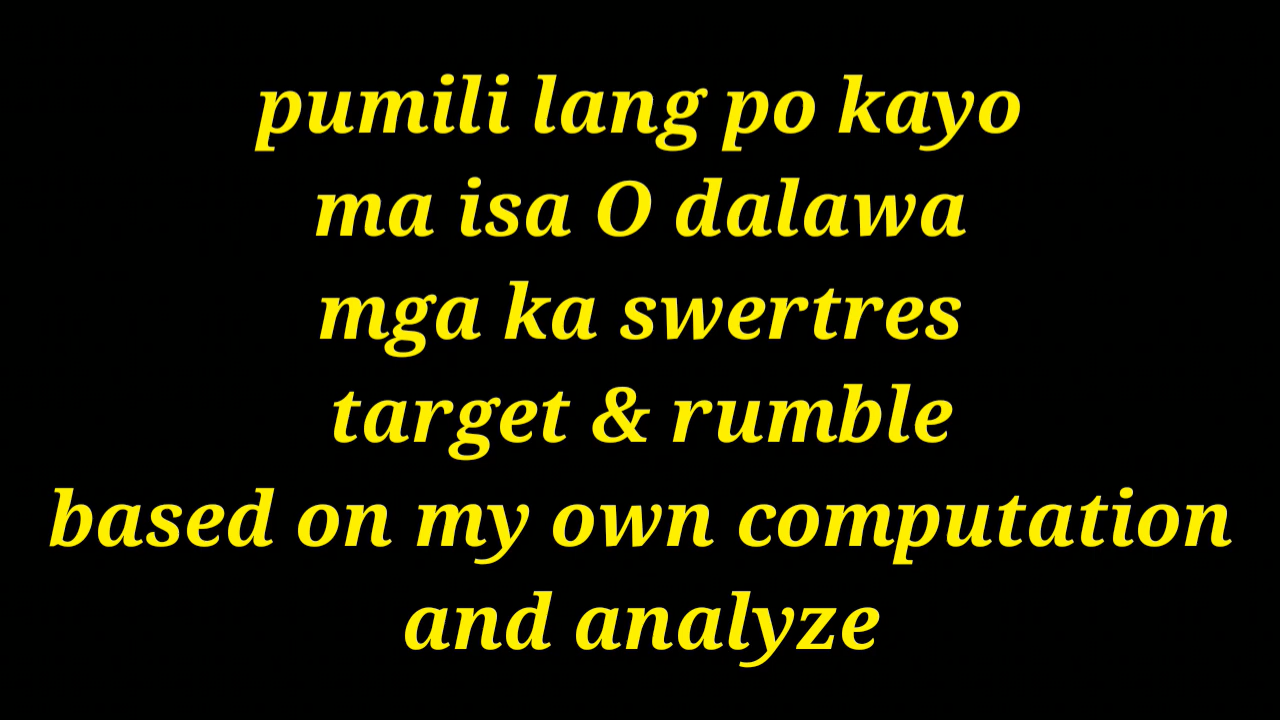 pumili lang po kayo
ma isa O dalawa
mga ka swertres
target & rumble
based on my own computation
and analyze